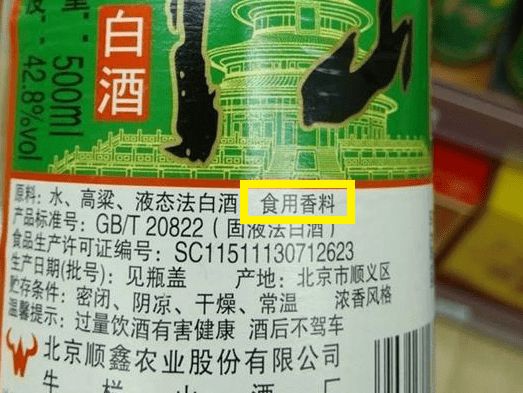 白酒
500ml
42.8%vol
原料：水、高粱、液态法白酒 食用香料
产品标准号：GB/T 20822（固液法白酒）
食品生产许可证编号：SC11511130712623
生产日期(批号)：见瓶盖 产地：北京市顺义区
贮存条件：密闭、阴凉、干燥、常温 浓香风格
温馨提示：过量饮酒有害健康 酒后不驾车
北京顺鑫农业股份有限公司
牛栏山酒厂